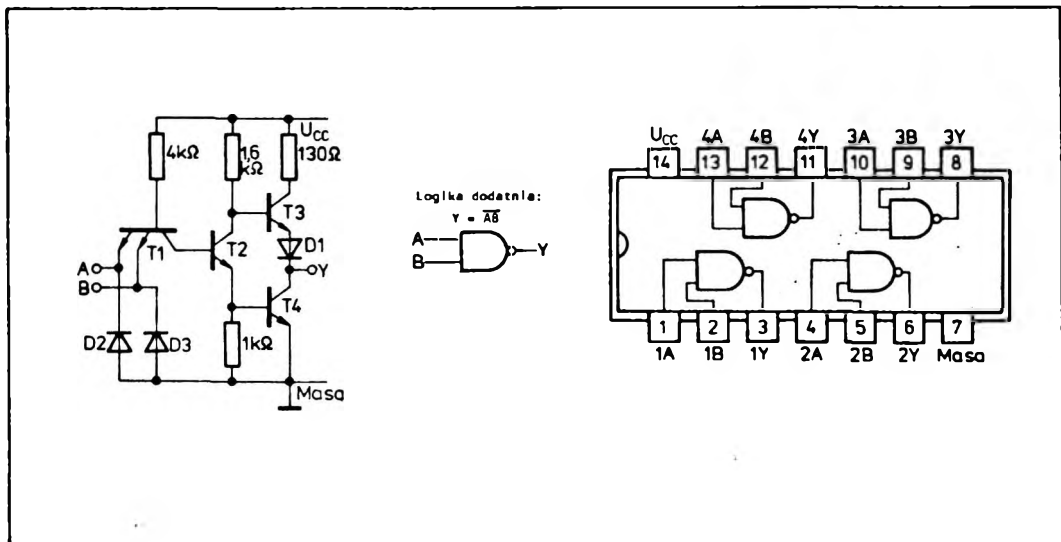 U_CC
4kΩ
1,6 kΩ
130Ω
T3
T1
T2
D1
A
Y
B
T4
D2
D3
1kΩ
Masa
Logika dodatnia:
Y = \overline{AB}
A
B
Y
U_CC 4A 4B 4Y 3A 3B 3Y
14 13 12 11 10 9 8
1 2 3 4 5 6 7
1A 1B 1Y 2A 2B 2Y Masa